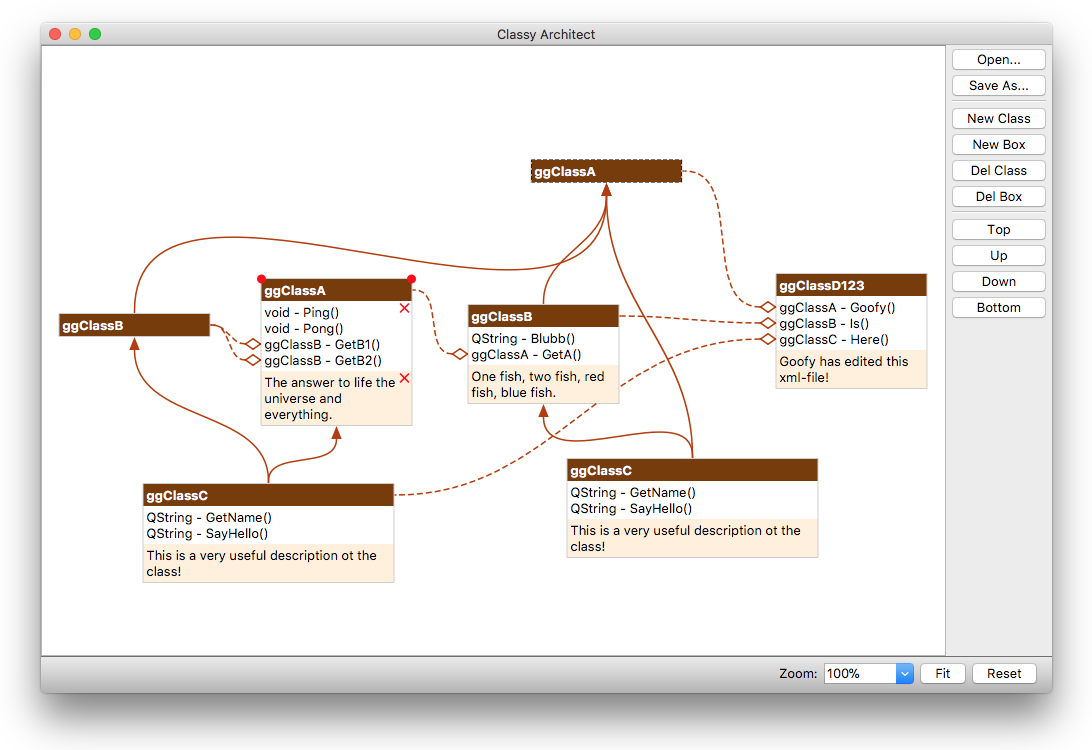 Classy Architect
Open...
Save As...
New Class
New Box
Del Class
Del Box
Top
Up
Down
Bottom
ggClassA
ggClassB
ggClassA
void - Ping()
void - Pong()
ggClassB - GetB1()
ggClassB - GetB2()
The answer to life the
universe and
everything.
ggClassB
QString - Blubb()
ggClassA - GetA()
One fish, two fish, red
fish, blue fish.
ggClassD123
ggClassA - Goofy()
ggClassB - Is()
ggClassC - Here()
Goofy has edited this
xml-file!
ggClassC
QString - GetName()
QString - SayHello()
This is a very useful description ot the
class!
ggClassC
QString - GetName()
QString - SayHello()
This is a very useful description ot the
class!
Zoom: 100% Fit Reset